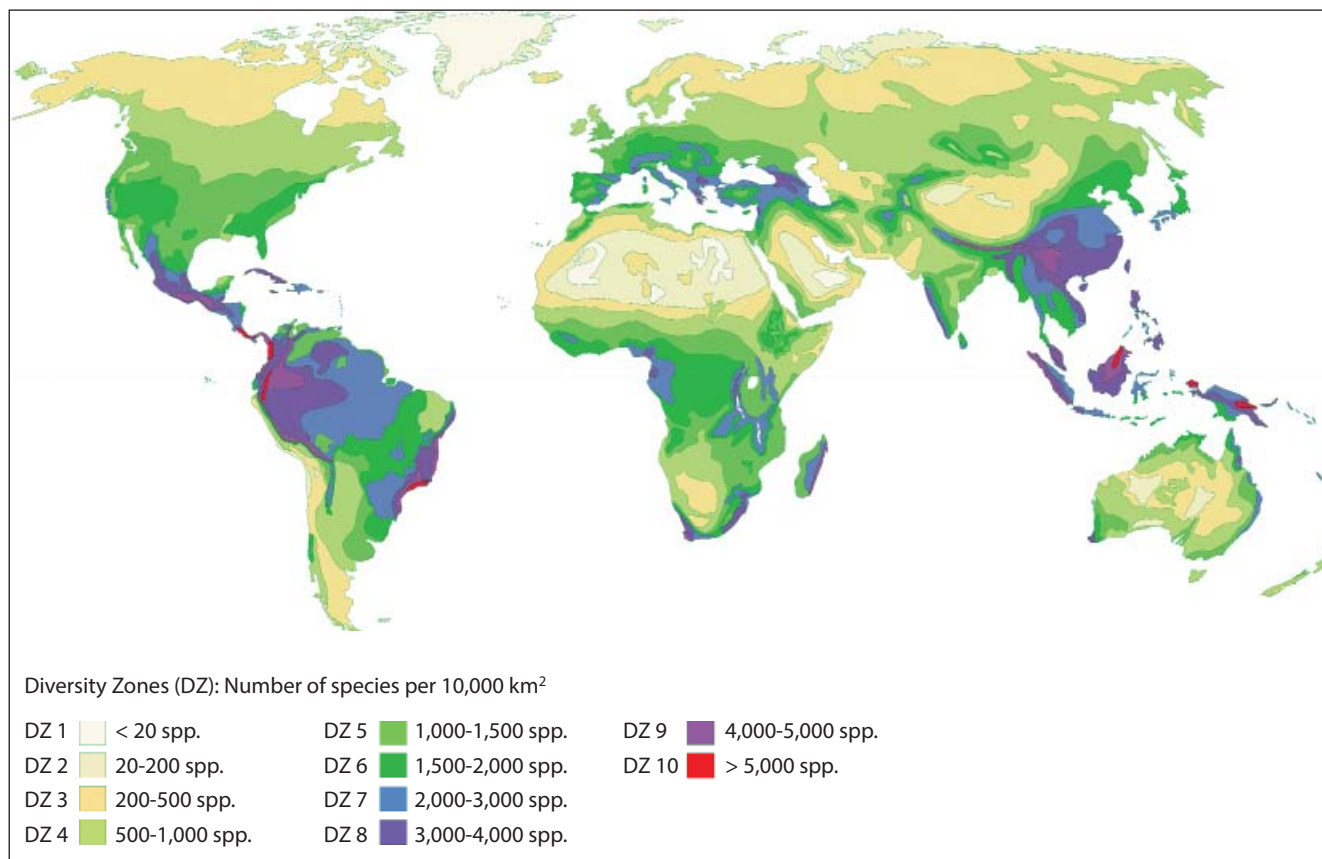 Diversity Zones (DZ): Number of species per 10,000 km²
DZ 1 < 20 spp.
DZ 2 20-200 spp.
DZ 3 200-500 spp.
DZ 4 500-1,000 spp.
DZ 5 1,000-1,500 spp.
DZ 6 1,500-2,000 spp.
DZ 7 2,000-3,000 spp.
DZ 8 3,000-4,000 spp.
DZ 9 4,000-5,000 spp.
DZ 10 > 5,000 spp.